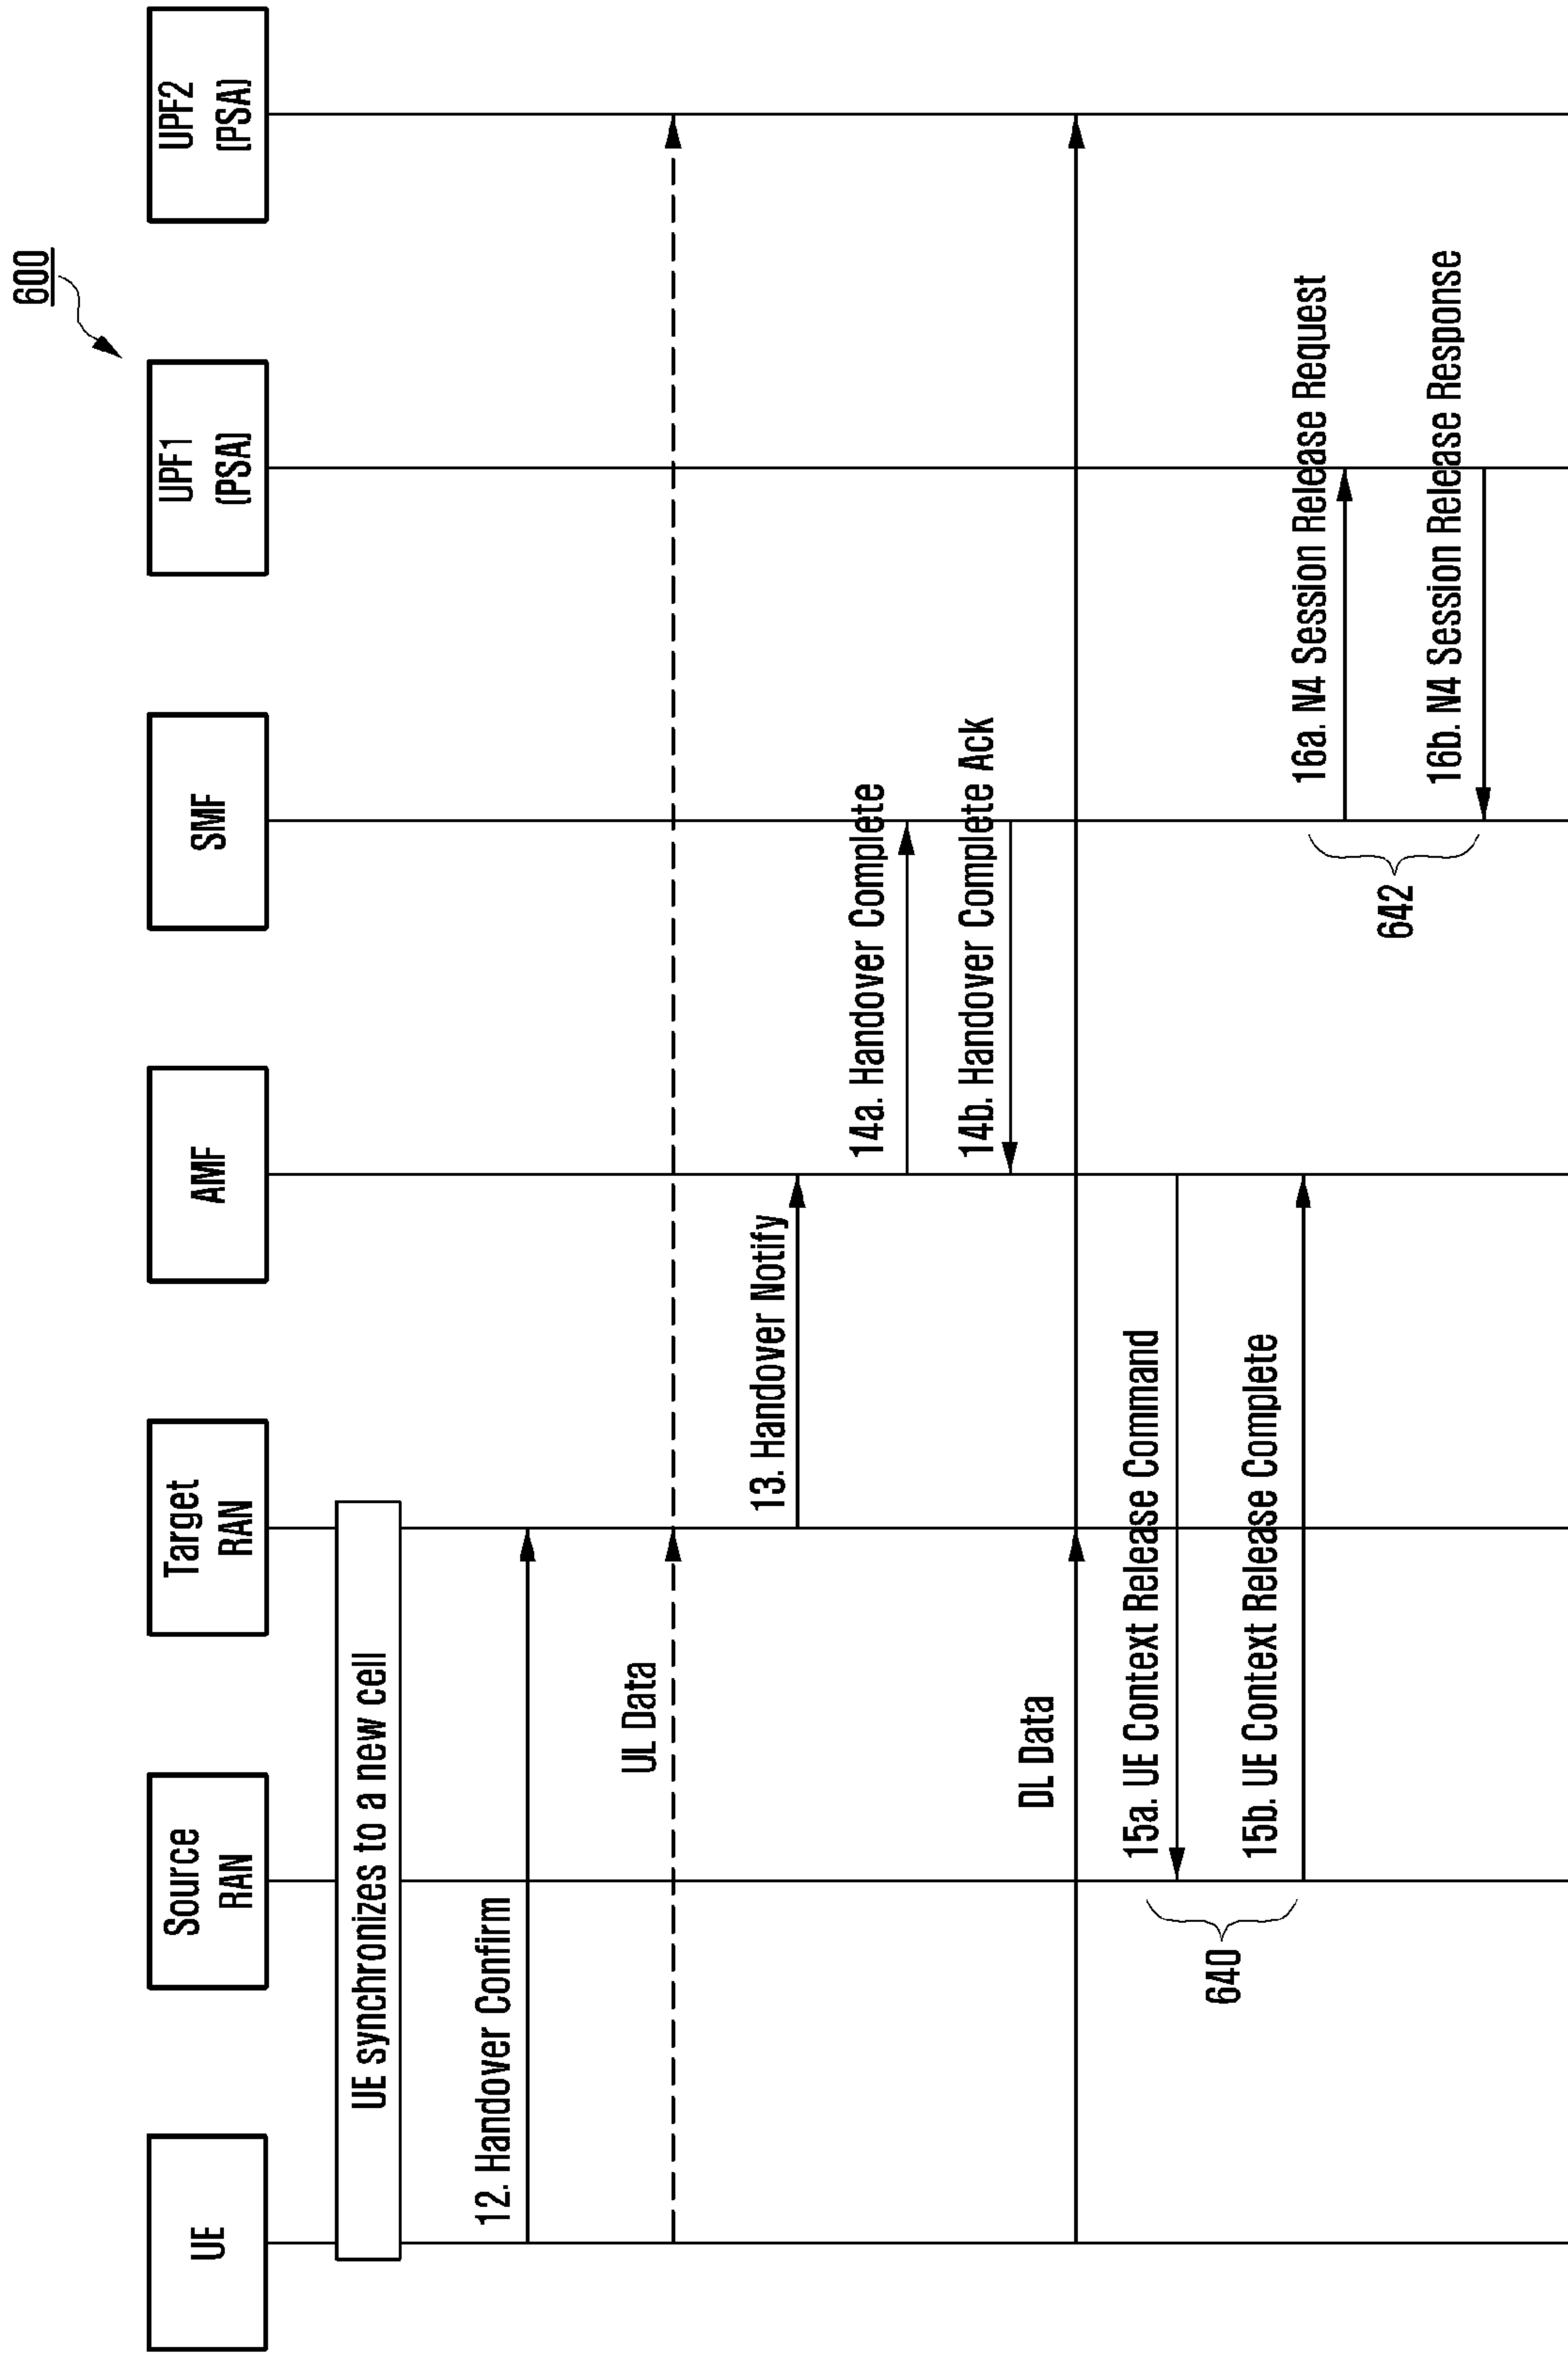 600
UE
Source
RAN
Target
RAN
AMF
SMF
UPF1
(PSA)
UPF2
(PSA)
UE synchronizes to a new cell
12. Handover Confirm
UL Data
13. Handover Notify
14a. Handover Complete
14b. Handover Complete Ack
DL Data
15a. UE Context Release Command
15b. UE Context Release Complete
640
16a. N4 Session Release Request
16b. N4 Session Release Response
642